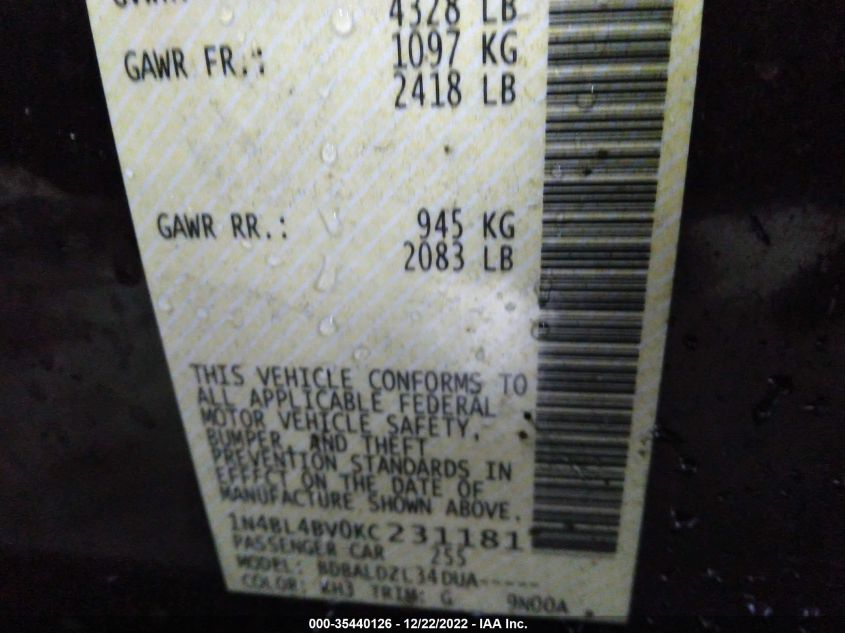 4328 LB
GAWR FR.: 1097 KG
2418 LB
GAWR RR.: 945 KG
2083 LB
THIS VEHICLE CONFORMS TO
ALL APPLICABLE FEDERAL
MOTOR VEHICLE SAFETY,
BUMPER, AND THEFT
PREVENTION STANDARDS IN
EFFECT ON THE DATE OF
MANUFACTURE SHOWN ABOVE.
1N4BL4BV0KC231181
PASSENGER CAR 255
MODEL: BDBALDZL34DUA-----
COLOR: KH3 TRIM: G 9N00A
000-35440126 - 12/22/2022 - IAA Inc.